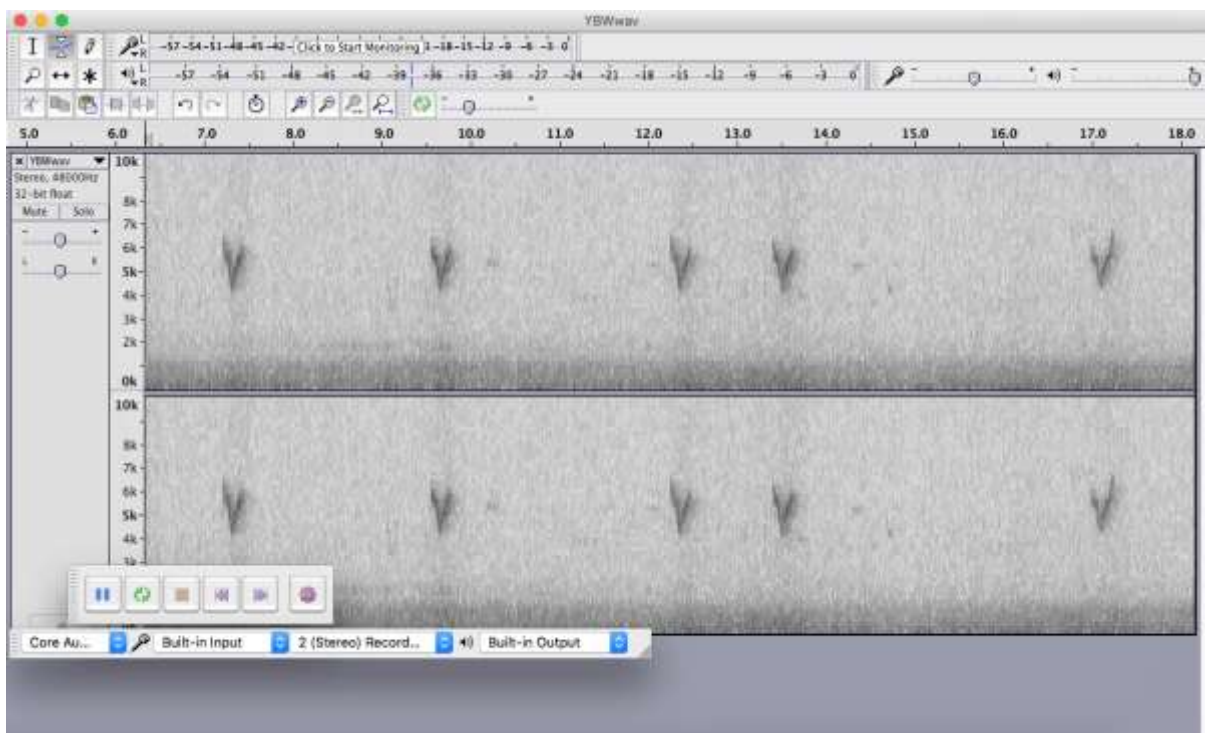 YBWwav
-57 -54 -51 -48 -45 -42 - Click to Start Monitoring 1 -18 -15 -12 -9 -6 -3 0
-57 -54 -51 -48 -45 -42 -39 -36 -33 -30 -27 -24 -21 -18 -15 -12 -9 -6 -3 0
5.0 6.0 7.0 8.0 9.0 10.0 11.0 12.0 13.0 14.0 15.0 16.0 17.0 18.0
YBWwav
Stereo, 48000Hz
32-bit float
Mute Solo
- +
L R
10k
8k
7k
6k
5k
4k
3k
2k
0k
10k
8k
7k
6k
5k
4k
3k
Core Au... Built-in Input 2 (Stereo) Record... Built-in Output